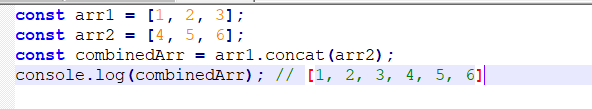 const arr1 = [1, 2, 3];
const arr2 = [4, 5, 6];
const combinedArr = arr1.concat(arr2);
console.log(combinedArr); // [1, 2, 3, 4, 5, 6]